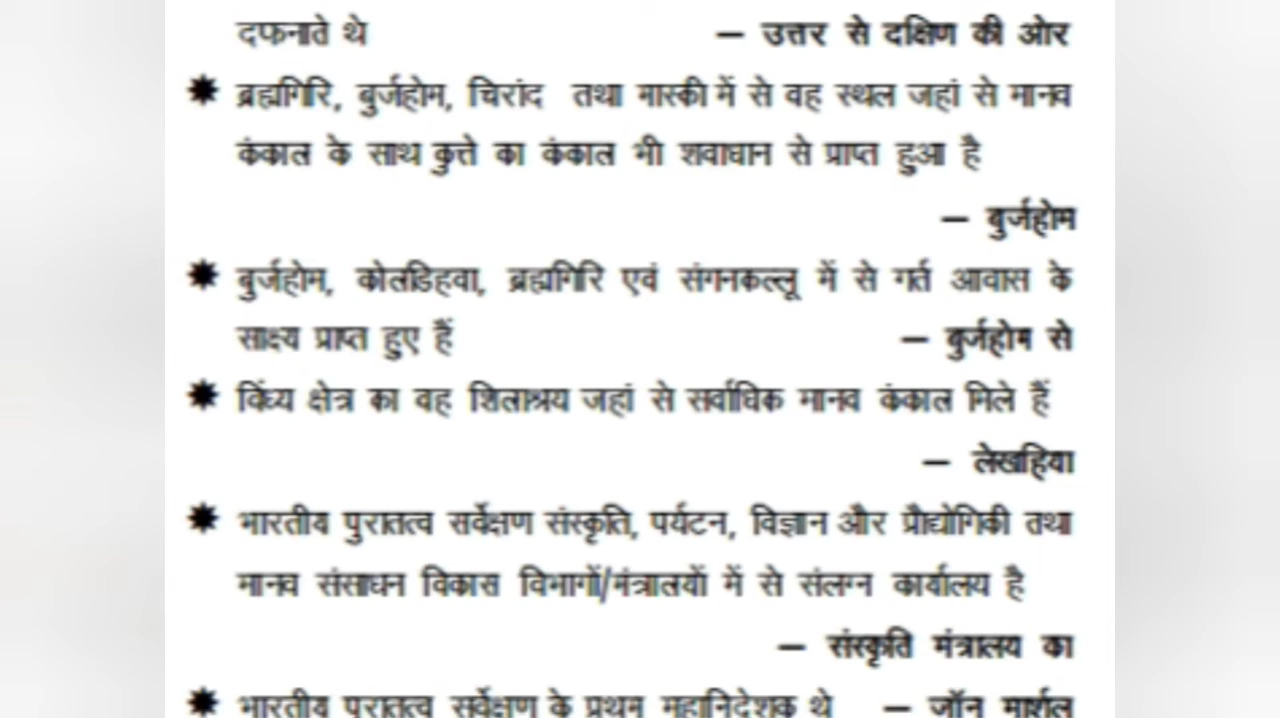 दफनाते थे — उत्तर से दक्षिण की ओर
✸ ब्रह्मगिरि, बुर्जहोम, चिरांद तथा मास्की में से वह स्थल जहां से मानव
कंकाल के साथ कुत्ते का कंकाल भी शवाधान से प्राप्त हुआ है
— बुर्जहोम
✸ बुर्जहोम, कोलडिहवा, ब्रह्मगिरि एवं संगनकल्लू में से गर्त आवास के
साक्ष्य प्राप्त हुए हैं — बुर्जहोम से
✸ विंध्य क्षेत्र का वह शिलाश्रय जहां से सर्वाधिक मानव कंकाल मिले हैं
— लेखहिवा
✸ भारतीय पुरातत्व सर्वेक्षण संस्कृति, पर्यटन, विज्ञान और प्रौद्योगिकी तथा
मानव संसाधन विकास विभागों/मंत्रालयों में से संलग्न कार्यालय है
— संस्कृति मंत्रालय का
✸ भारतीय पुरातत्व सर्वेक्षण के प्रथम महानिदेशक थे — जॉन मार्शल